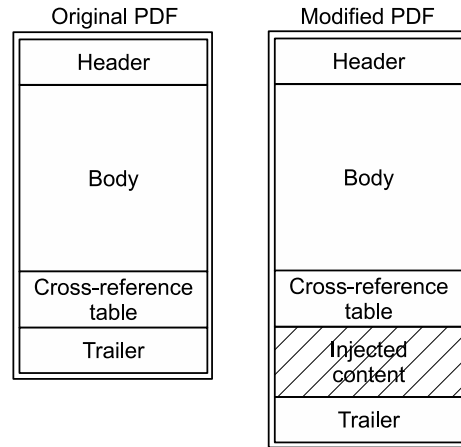 Original PDF
Header
Body
Cross-reference
table
Trailer
Modified PDF
Header
Body
Cross-reference
table
Injected
content
Trailer